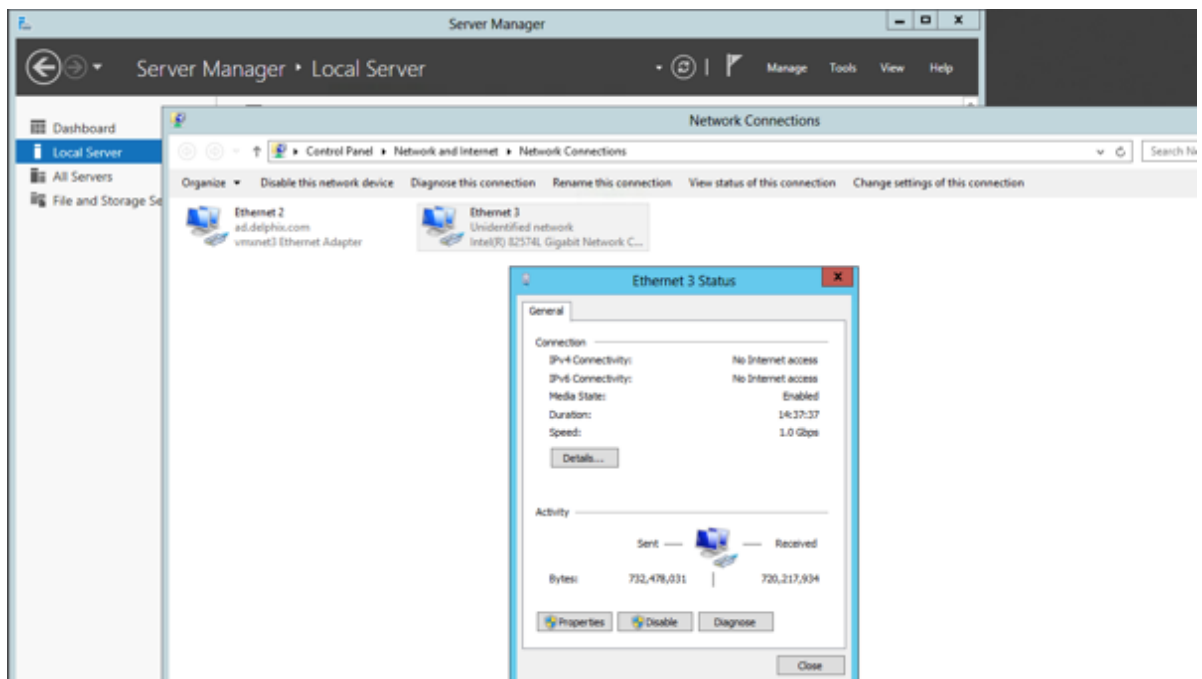 Server Manager
Server Manager • Local Server
Manage Tools View Help
Dashboard
Local Server
All Servers
File and Storage Se
Network Connections
Control Panel Network and Internet Network Connections
Search Ne
Organize Disable this network device Diagnose this connection Rename this connection View status of this connection Change settings of this connection
Ethernet 2
ad.delphix.com
vmxnet3 Ethernet Adapter
Ethernet 3
Unidentified network
Intel(R) 82574L Gigabit Network C...
Ethernet 3 Status
General
Connection
IPv4 Connectivity: No Internet access
IPv6 Connectivity: No Internet access
Media State: Enabled
Duration: 14:37:37
Speed: 1.0 Gbps
Details...
Activity
Sent Received
Bytes: 732,478,031 720,217,934
Properties Disable Diagnose
Close